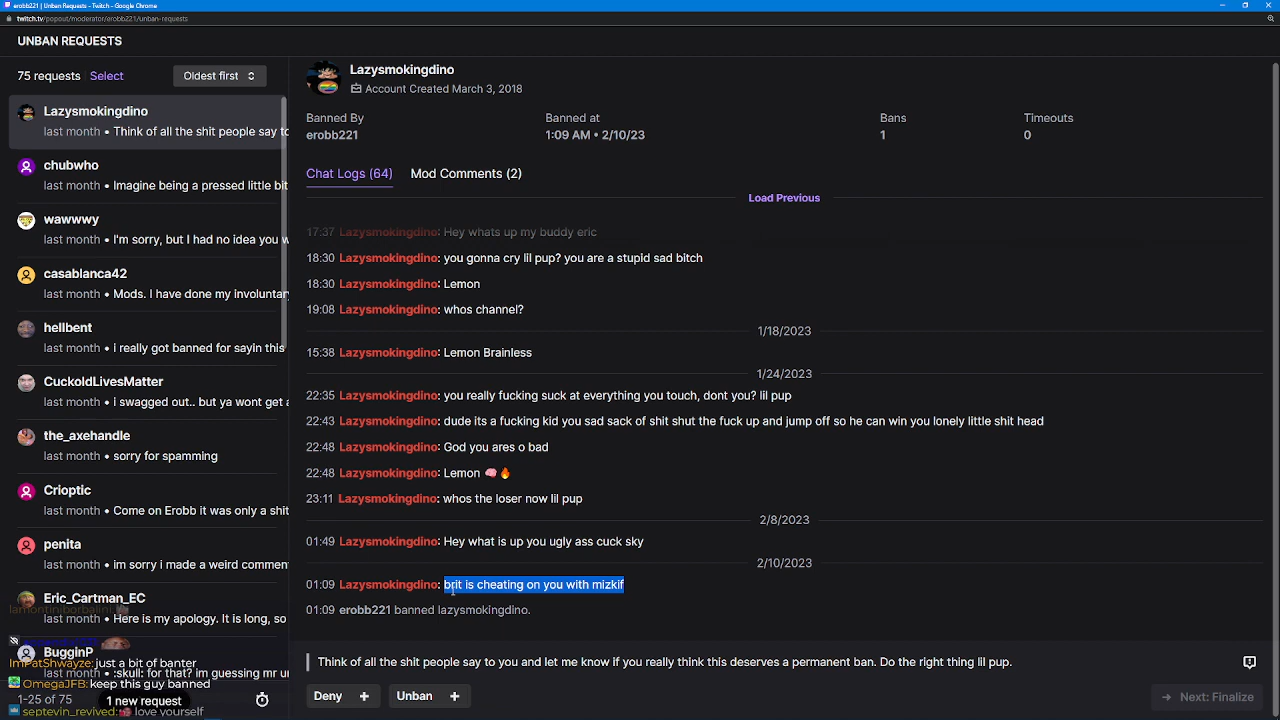 erobb221 | Unban Requests - Twitch - Google Chrome
twitch.tv/popout/moderator/erobb221/unban-requests
UNBAN REQUESTS
75 requests Select Oldest first
Lazysmokingdino
last month • Think of all the shit people say to
chubwho
last month • Imagine being a pressed little bit
wawwwy
last month • I'm sorry, but I had no idea you w
casablanca42
last month • Mods. I have done my involuntar
hellbent
last month • i really got banned for sayin this
CuckoldLivesMatter
last month • i swagged out.. but ya wont get a
the_axehandle
last month • sorry for spamming
Crioptic
last month • Come on Erobb it was only a shit
penita
last month • im sorry i made a weird comment
Eric_Cartman_EC
last month • Here is my apology. It is long, so
lamontiniborbalini:
BugginP
last month • :skull: for that? im guessing mr un
ImPatShwayze: just a bit of banter
OmegaJFB: keep this guy banned
1-25 of 75
1 new request
septevin_revived: love yourself
Lazysmokingdino
Account Created March 3, 2018
Banned By Banned at Bans Timeouts
erobb221 1:09 AM • 2/10/23 1 0
Chat Logs (64) Mod Comments (2)
Load Previous
17:37 Lazysmokingdino: Hey whats up my buddy eric
18:30 Lazysmokingdino: you gonna cry lil pup? you are a stupid sad bitch
18:30 Lazysmokingdino: Lemon
19:08 Lazysmokingdino: whos channel?
1/18/2023
15:38 Lazysmokingdino: Lemon Brainless
1/24/2023
22:35 Lazysmokingdino: you really fucking suck at everything you touch, dont you? lil pup
22:43 Lazysmokingdino: dude its a fucking kid you sad sack of shit shut the fuck up and jump off so he can win you lonely little shit head
22:48 Lazysmokingdino: God you ares o bad
22:48 Lazysmokingdino: Lemon 🧠🔥
23:11 Lazysmokingdino: whos the loser now lil pup
2/8/2023
01:49 Lazysmokingdino: Hey what is up you ugly ass cuck sky
2/10/2023
01:09 Lazysmokingdino: brit is cheating on you with mizkif
01:09 erobb221 banned lazysmokingdino.
Think of all the shit people say to you and let me know if you really think this deserves a permanent ban. Do the right thing lil pup.
Deny + Unban + → Next: Finalize